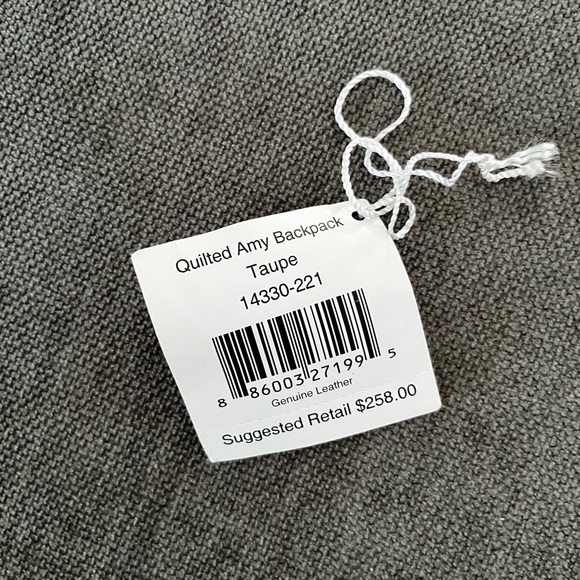 Quilted Amy Backpack
Taupe
14330-221
8 86003 27199 5
Genuine Leather
Suggested Retail $258.00